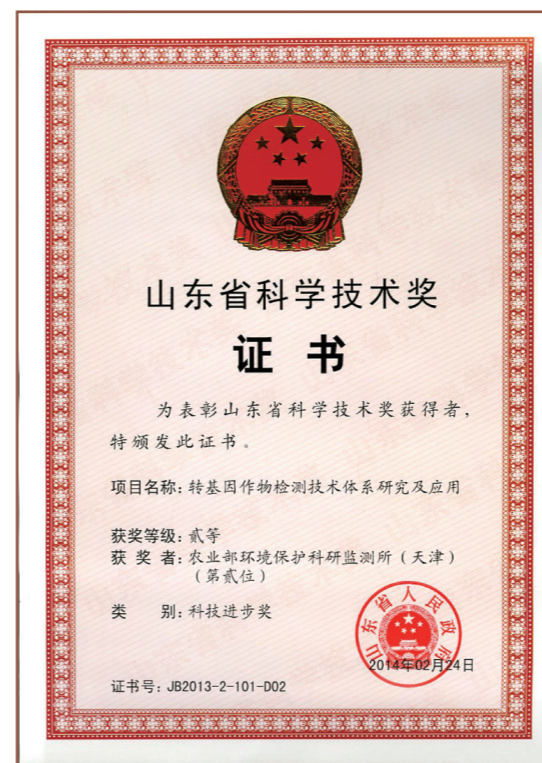 山东省科学技术奖
证书
为表彰山东省科学技术奖获得者，
特颁发此证书。
项目名称：转基因作物检测技术体系研究及应用
获奖等级：贰等
获 奖 者：农业部环境保护科研监测所（天津）
（第贰位）
类 别：科技进步奖
山东省人民政府
2014年02月24日
证书号：JB2013-2-101-D02